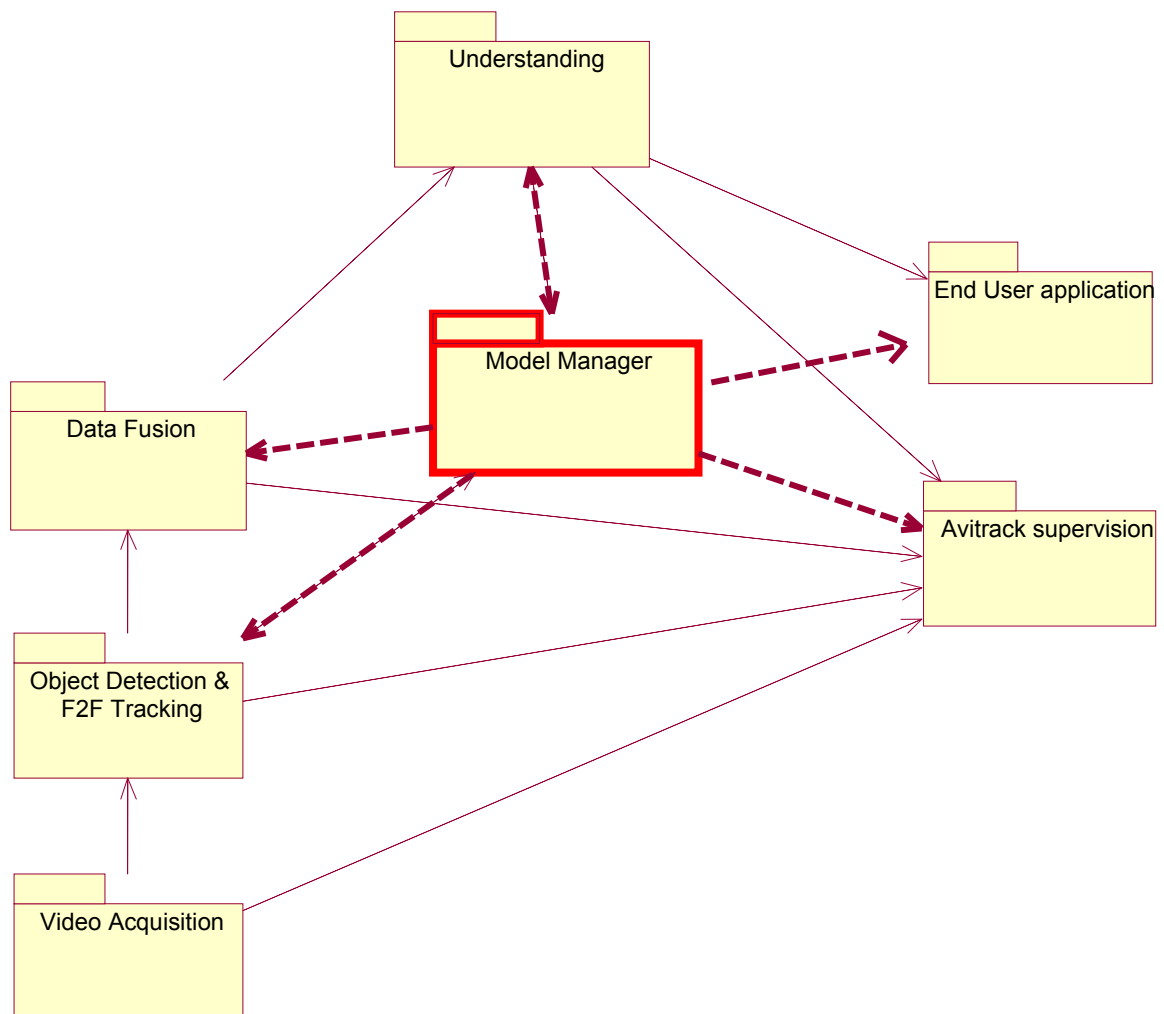 Understanding
End User application
Model Manager
Data Fusion
Avitrack supervision
Object Detection &
F2F Tracking
Video Acquisition